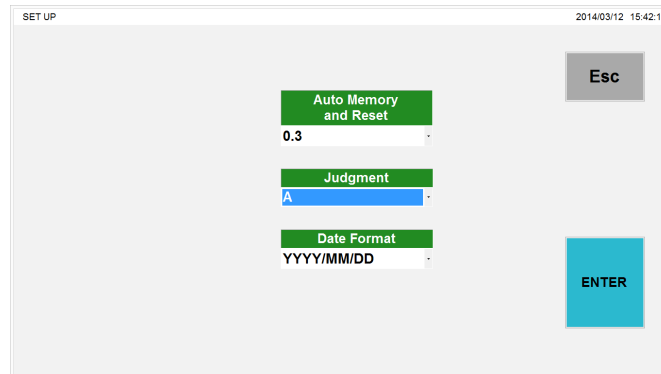 SET UP 2014/03/12 15:42:1
Esc
Auto Memory
and Reset
0.3
Judgment
A
Date Format
YYYY/MM/DD
ENTER